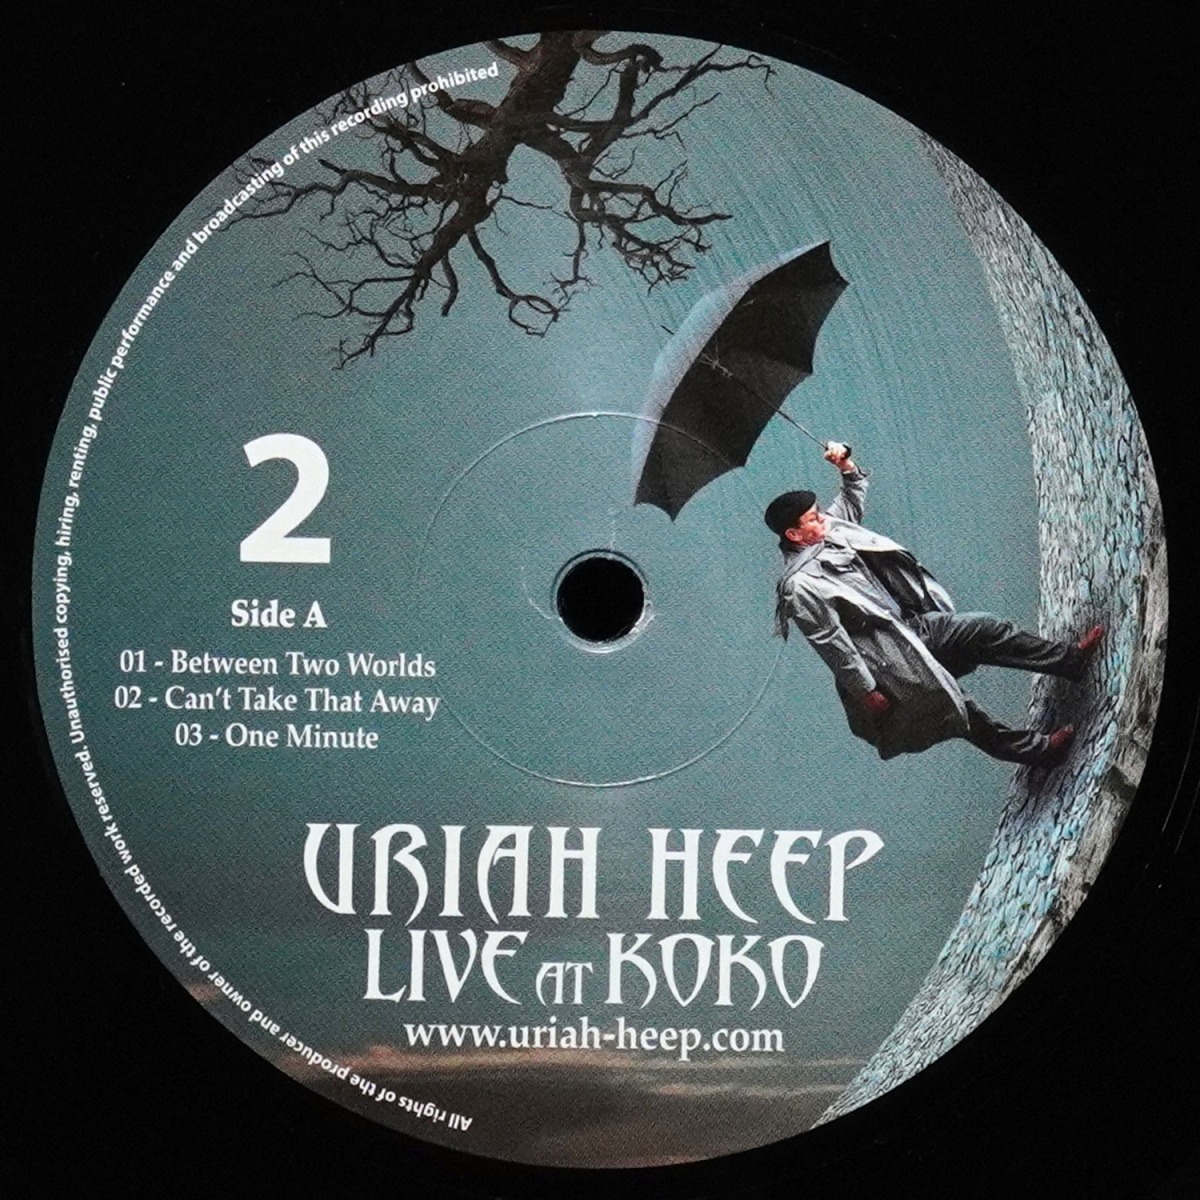 All rights of the producer and owner of the recorded work reserved. Unauthorised copying, hiring, renting, public performance and broadcasting of this recording prohibited
2
Side A
01 - Between Two Worlds
02 - Can't Take That Away
03 - One Minute
URIAH HEEP
LIVE AT KOKO
www.uriah-heep.com